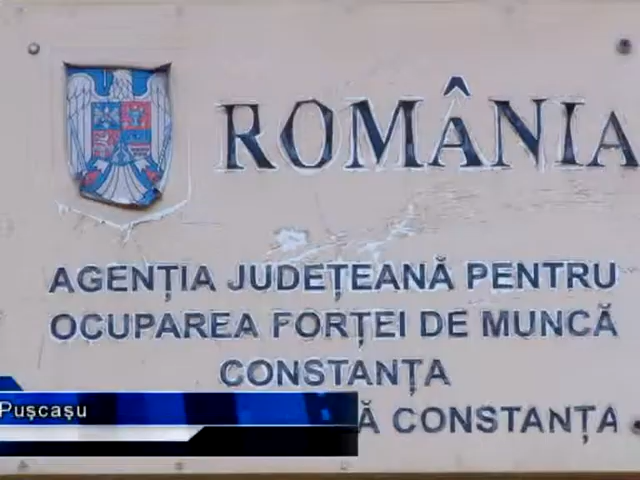 ROMÂNIA
AGENȚIA JUDEȚEANĂ PENTRU
OCUPAREA FORȚEI DE MUNCĂ
CONSTANȚA
Ă CONSTANȚA
Pușcașu